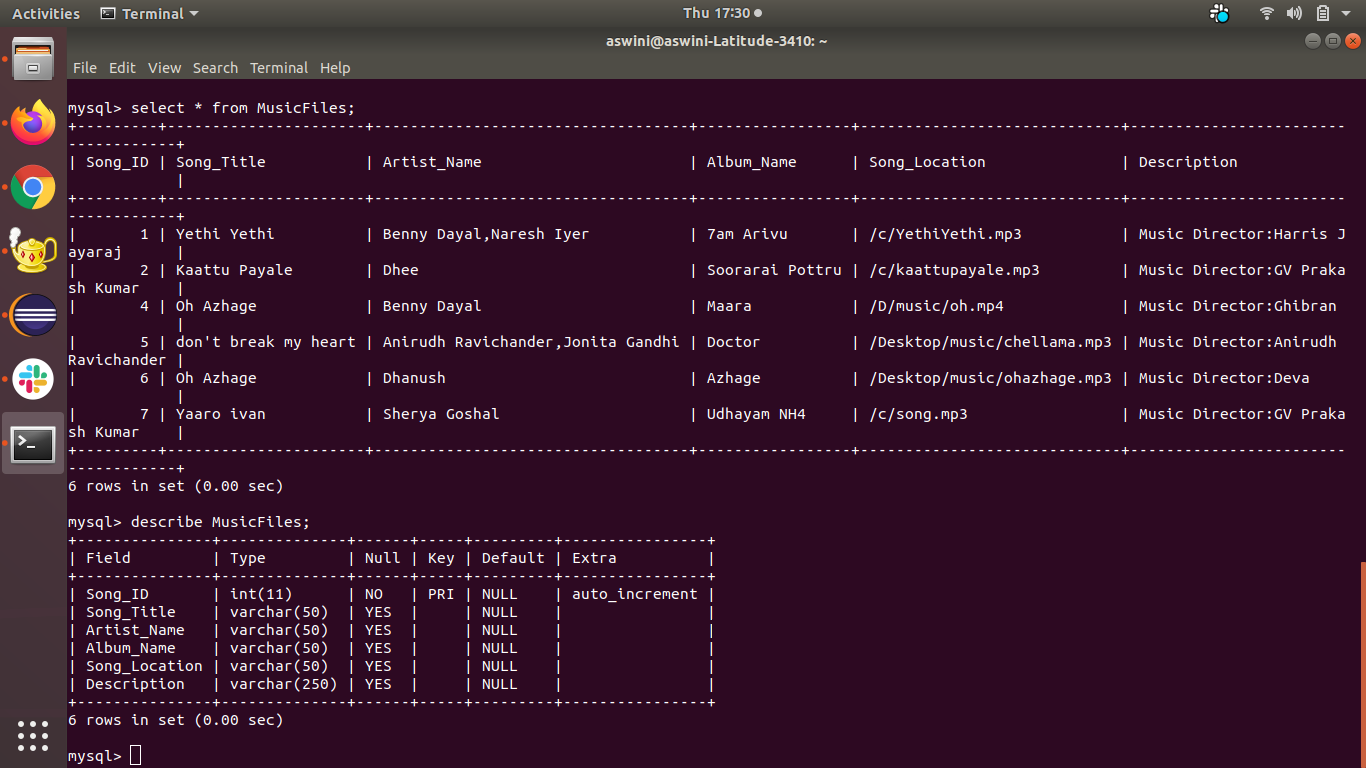 Activities Terminal Thu 17:30
aswini@aswini-Latitude-3410: ~
File Edit View Search Terminal Help
mysql> select * from MusicFiles;
+---------+----------------------+-----------------------------------+----------------+----------------------------+------------------------
------------+
| Song_ID | Song_Title           | Artist_Name                       | Album_Name     | Song_Location              | Description
            |
+---------+----------------------+-----------------------------------+----------------+----------------------------+------------------------
------------+
|       1 | Yethi Yethi          | Benny Dayal,Naresh Iyer           | 7am Arivu      | /c/YethiYethi.mp3          | Music Director:Harris J
ayaraj      |
|       2 | Kaattu Payale        | Dhee                              | Soorarai Pottru | /c/kaattupayale.mp3         | Music Director:GV Praka
sh Kumar    |
|       4 | Oh Azhage            | Benny Dayal                       | Maara          | /D/music/oh.mp4            | Music Director:Ghibran
            |
|       5 | don't break my heart | Anirudh Ravichander,Jonita Gandhi | Doctor         | /Desktop/music/chellama.mp3 | Music Director:Anirudh
Ravichander |
|       6 | Oh Azhage            | Dhanush                           | Azhage         | /Desktop/music/ohazhage.mp3 | Music Director:Deva
            |
|       7 | Yaaro ivan           | Sherya Goshal                     | Udhayam NH4    | /c/song.mp3                | Music Director:GV Praka
sh Kumar    |
+---------+----------------------+-----------------------------------+----------------+----------------------------+------------------------
------------+
6 rows in set (0.00 sec)
mysql> describe MusicFiles;
+---------------+--------------+------+-----+---------+----------------+
| Field         | Type         | Null | Key | Default | Extra          |
+---------------+--------------+------+-----+---------+----------------+
| Song_ID       | int(11)      | NO   | PRI | NULL    | auto_increment |
| Song_Title    | varchar(50)  | YES  |     | NULL    |                |
| Artist_Name   | varchar(50)  | YES  |     | NULL    |                |
| Album_Name    | varchar(50)  | YES  |     | NULL    |                |
| Song_Location | varchar(50)  | YES  |     | NULL    |                |
| Description   | varchar(250) | YES  |     | NULL    |                |
+---------------+--------------+------+-----+---------+----------------+
6 rows in set (0.00 sec)
mysql>